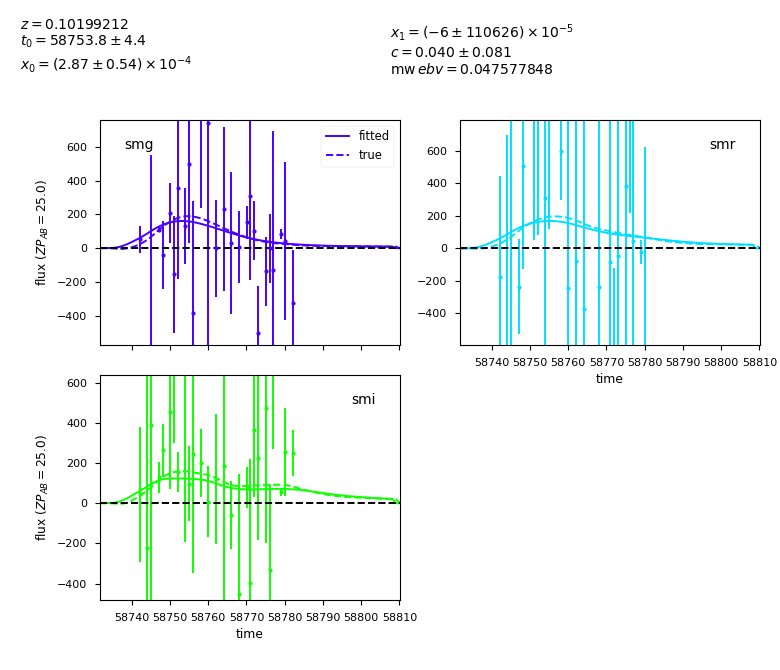 z = 0.10199212
t₀ = 58753.8 ± 4.4
x₀ = (2.87 ± 0.54) × 10⁻⁴
x₁ = (−6 ± 110626) × 10⁻⁵
c = 0.040 ± 0.081
mw ebv = 0.047577848
smg
fitted
true
600
400
200
0
−200
−400
flux (ZP_AB = 25.0)
smr
600
400
200
0
−200
−400
58740 58750 58760 58770 58780 58790 58800 58810
time
smi
600
400
200
0
−200
−400
flux (ZP_AB = 25.0)
58740 58750 58760 58770 58780 58790 58800 58810
time